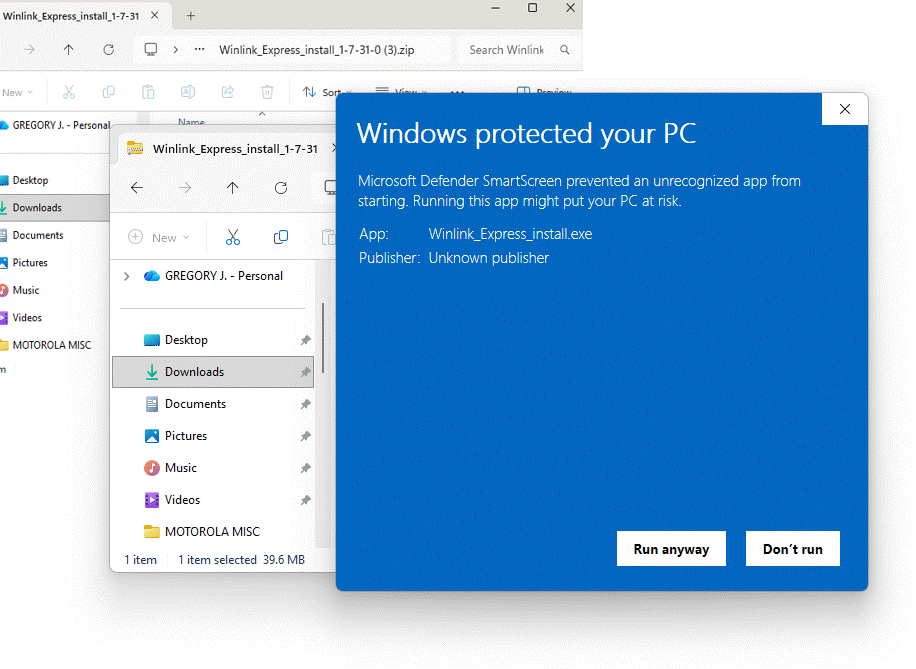 Winlink_Express_install_1-7-31
Winlink_Express_install_1-7-31-0 (3).zip
Search Winlink
New
Sort
View
Preview
GREGORY J. - Personal
Name
Desktop
Downloads
Documents
Pictures
Music
Videos
MOTOROLA MISC
m
Winlink_Express_install_1-7-31
New
GREGORY J. - Personal
Desktop
Downloads
Documents
Pictures
Music
Videos
MOTOROLA MISC
1 item
1 item selected 39.6 MB
Windows protected your PC
Microsoft Defender SmartScreen prevented an unrecognized app from
starting. Running this app might put your PC at risk.
App: Winlink_Express_install.exe
Publisher: Unknown publisher
Run anyway
Don’t run